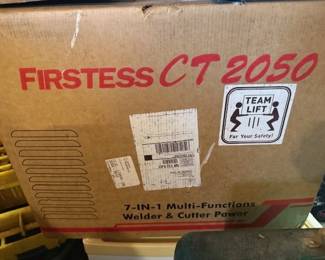 FIRSTESS CT 2050
TEAM
LIFT
For Your Safety!
7-IN-1 Multi-Functions
Welder & Cutter Power